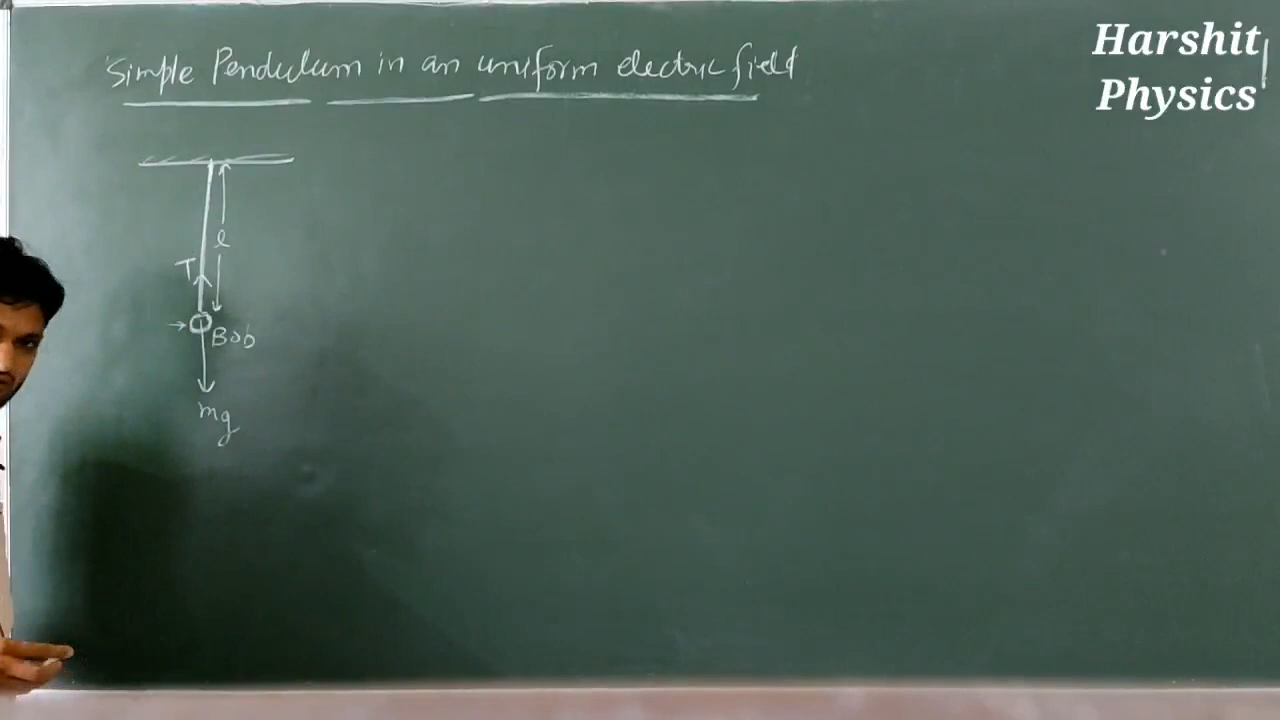 Simple Pendulum in an uniform electric field
Harshit
Physics
l
T
Bob
mg